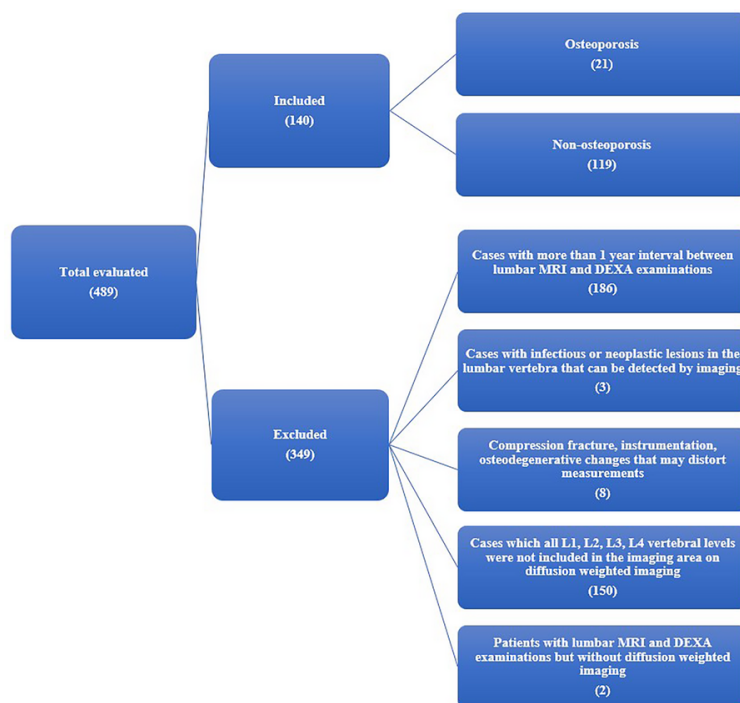 Total evaluated
(489)
Included
(140)
Osteoporosis
(21)
Non-osteoporosis
(119)
Excluded
(349)
Cases with more than 1 year interval between
lumbar MRI and DEXA examinations
(186)
Cases with infectious or neoplastic lesions in the
lumbar vertebra that can be detected by imaging
(3)
Compression fracture, instrumentation,
osteodegenerative changes that may distort
measurements
(8)
Cases which all L1, L2, L3, L4 vertebral levels
were not included in the imaging area on
diffusion weighted imaging
(150)
Patients with lumbar MRI and DEXA
examinations but without diffusion weighted
imaging
(2)